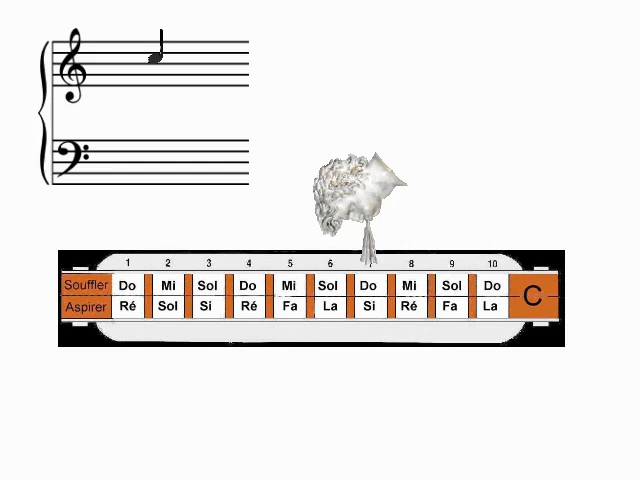 1 2 3 4 5 6 7 8 9 10
Souffler Do Mi Sol Do Mi Sol Do Mi Sol Do
Aspirer Ré Sol Si Ré Fa La Si Ré Fa La
C